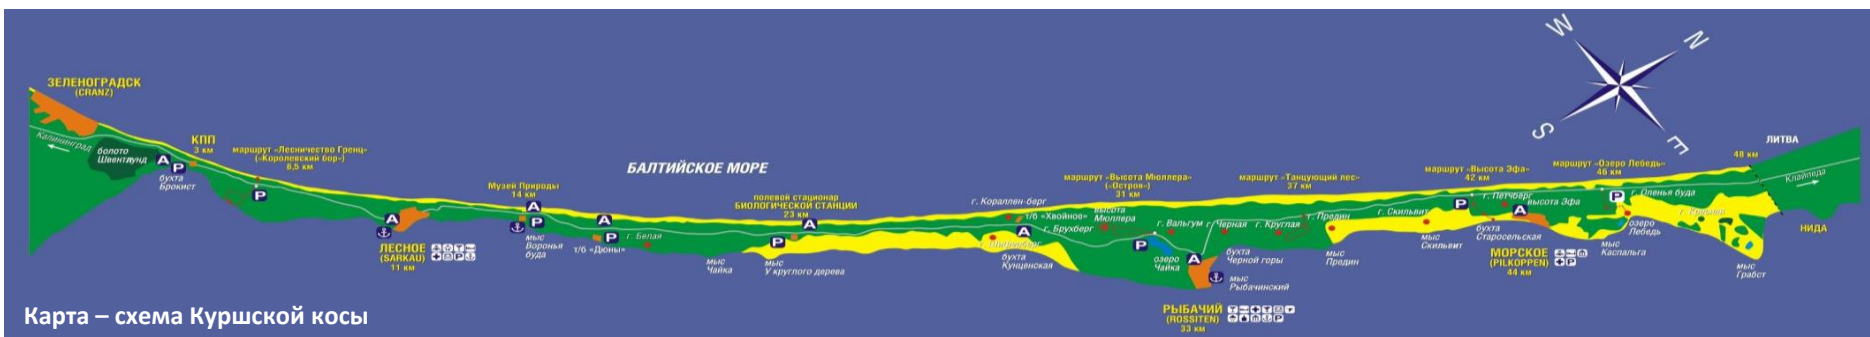 ЗЕЛЕНОГРАДСК
(CRANZ)
Калининград
болото
Швентлунд
A
P
бухта
Брокист
КПП
3 км
маршрут «Лесничество Гренц»
(«Королевский бор»)
6,5 км
P
A
ЛЕСНОЕ
(SARKAU)
11 км
Музей Природы
14 км
A
P
мыс
Воронья
буда
A
P
т/б «Дюны»
г. Белая
БАЛТИЙСКОЕ МОРЕ
мыс
Чайка
полевой стационар
БИОЛОГИЧЕСКОЙ СТАНЦИИ
23 км
A
P
мыс
У круглого дерева
г. Кораллен-берг
т/б «Хвойное»
A
г. Брухберг
бухта
Кунценская
маршрут «Высота Мюллера»
(«Остров»)
31 км
высота
Мюллера
P
озеро
Чайка
г. Вальгум
A
г. Черная
бухта
Черной горы
мыс
Рыбачинский
РЫБАЧИЙ
(ROSSITEN)
33 км
маршрут «Танцующий лес»
37 км
г. Круглая
г. Предин
мыс
Предин
г. Скильвит
мыс
Скильвит
маршрут «Высота Эфа»
42 км
P
г. Петчберг
A
высота Эфа
бухта
Старосельская
МОРСКОЕ
(PILKOPPEN)
44 км
маршрут «Озеро Лебедь»
46 км
P
г. Оленья буда
озеро
Лебедь
мыс
Каспальга
48 км
ЛИТВА
Клайпеда
НИДА
мыс
Грабст
W
N
S
E
Карта – схема Куршской косы